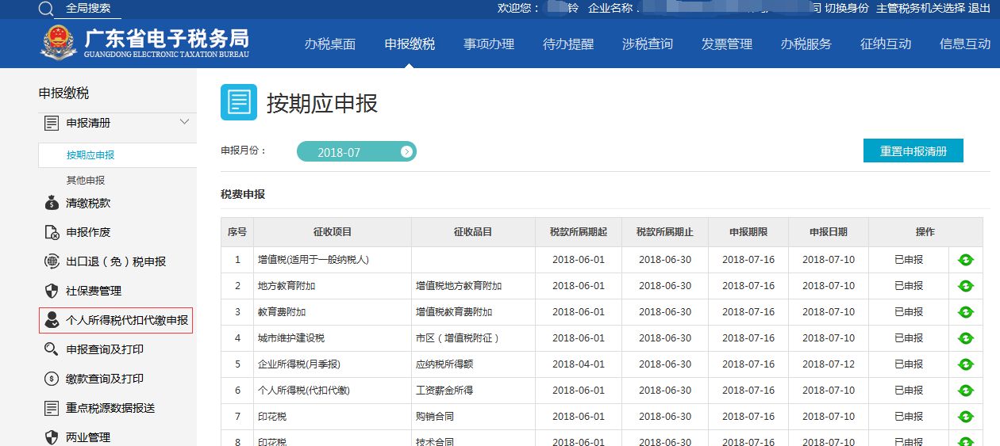 全局搜索 欢迎您： 铃 企业名称： 司 切换身份 主管税务机关选择 退出
广东省电子税务局
GUANGDONG ELECTRONIC TAXATION BUREAU
办税桌面 申报缴税 事项办理 待办提醒 涉税查询 发票管理 办税服务 征纳互动 信息互动
申报缴税
申报清册
按期应申报
其他申报
清缴税款
申报作废
出口退（免）税申报
社保费管理
个人所得税代扣代缴申报
申报查询及打印
缴款查询及打印
重点税源数据报送
两业管理
按期应申报
申报月份： 2018-07 重置申报清册
税费申报
序号 征收项目 征收品目 税款所属期起 税款所属期止 申报期限 申报日期 操作
1 增值税(适用于一般纳税人) 2018-06-01 2018-06-30 2018-07-16 2018-07-10 已申报
2 地方教育附加 增值税地方教育附加 2018-06-01 2018-06-30 2018-07-16 2018-07-10 已申报
3 教育费附加 增值税教育费附加 2018-06-01 2018-06-30 2018-07-16 2018-07-10 已申报
4 城市维护建设税 市区（增值税附征） 2018-06-01 2018-06-30 2018-07-16 2018-07-10 已申报
5 企业所得税(月季报) 应纳税所得额 2018-04-01 2018-06-30 2018-07-16 2018-07-12 已申报
6 个人所得税(代扣代缴) 工资薪金所得 2018-06-01 2018-06-30 2018-07-16 2018-07-10 已申报
7 印花税 购销合同 2018-06-01 2018-06-30 2018-07-16 2018-07-10 已申报
8 印花税 技术合同 2018-06-01 2018-06-30 2018-07-16 2018-07-10 已申报